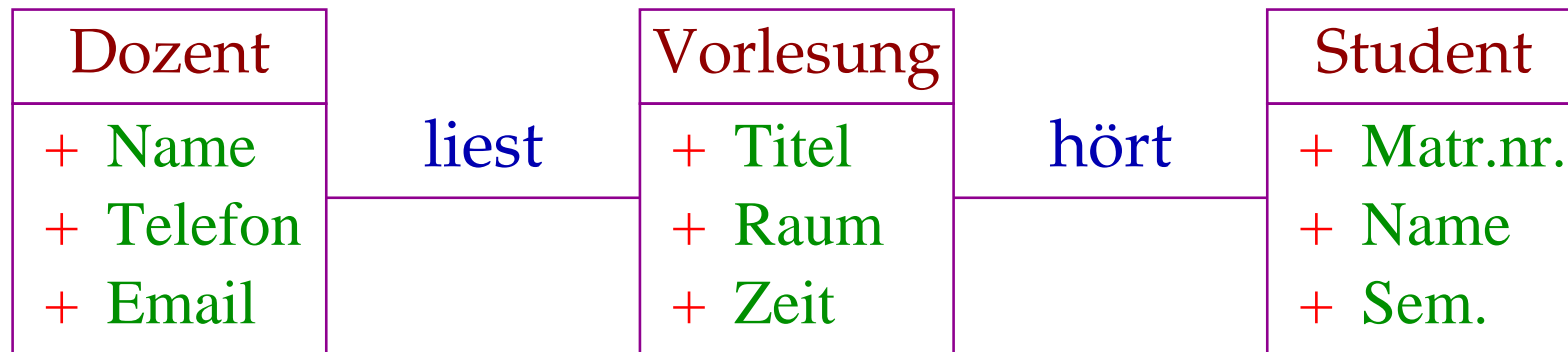 Dozent
+ Name
+ Telefon
+ Email
liest
Vorlesung
+ Titel
+ Raum
+ Zeit
hört
Student
+ Matr.nr.
+ Name
+ Sem.